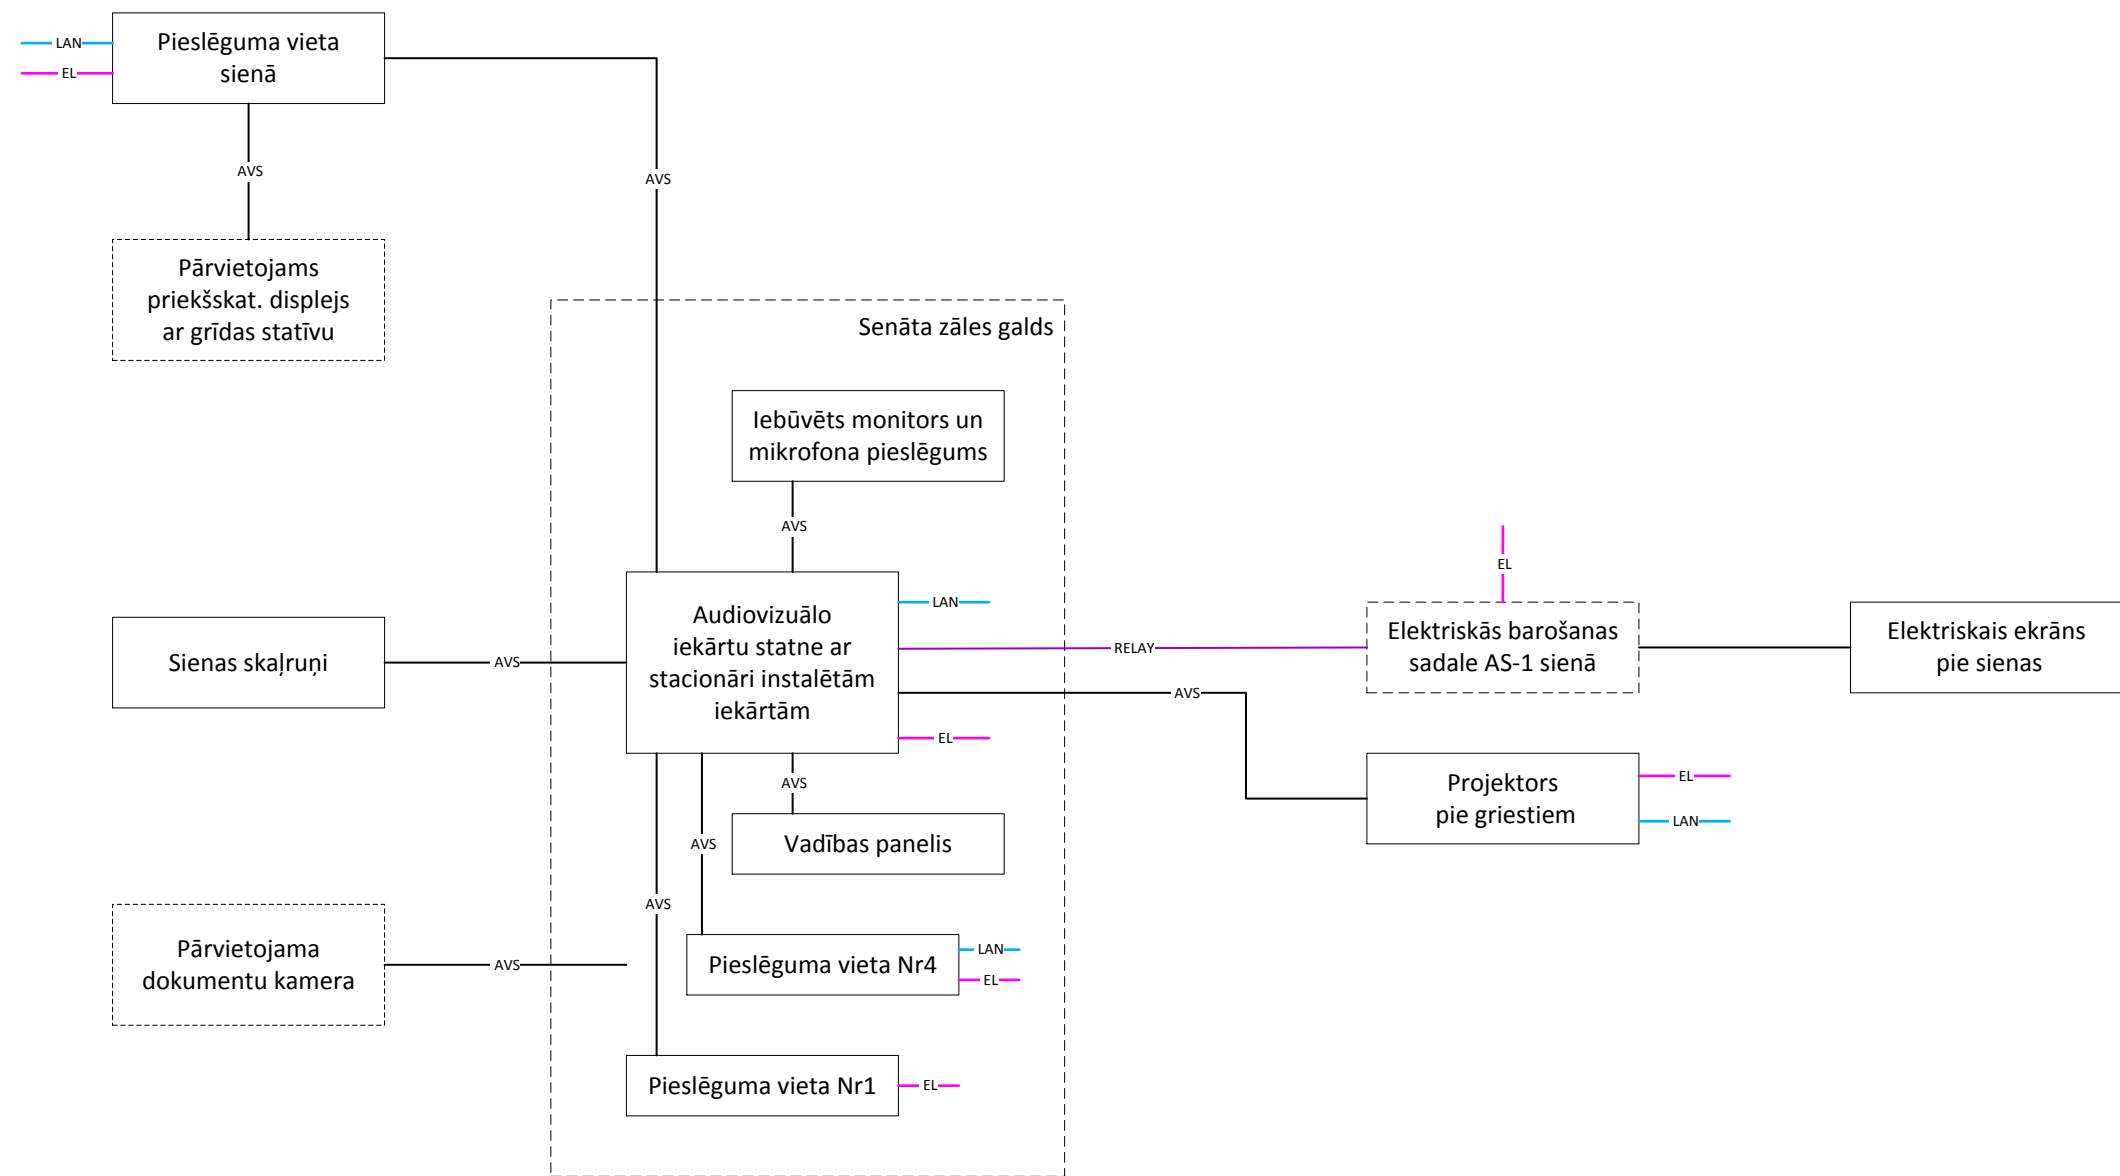 LAN
EL
Pieslēguma vieta
sienā
AVS
AVS
Pārvietojams
priekšskat. displejs
ar grīdas statīvu
Senāta zāles galds
Iebūvēts monitors un
mikrofona pieslēgums
AVS
EL
Audiovizuālo
iekārtu statne ar
stacionāri instalētām
iekārtām
LAN
RELAY
AVS
EL
Elektriskās barošanas
sadale AS-1 sienā
Elektriskais ekrāns
pie sienas
Sienas skaļruņi
AVS
Projektors
pie griestiem
EL
LAN
AVS
Vadības panelis
AVS
AVS
Pārvietojama
dokumentu kamera
AVS
Pieslēguma vieta Nr4
LAN
EL
Pieslēguma vieta Nr1
EL